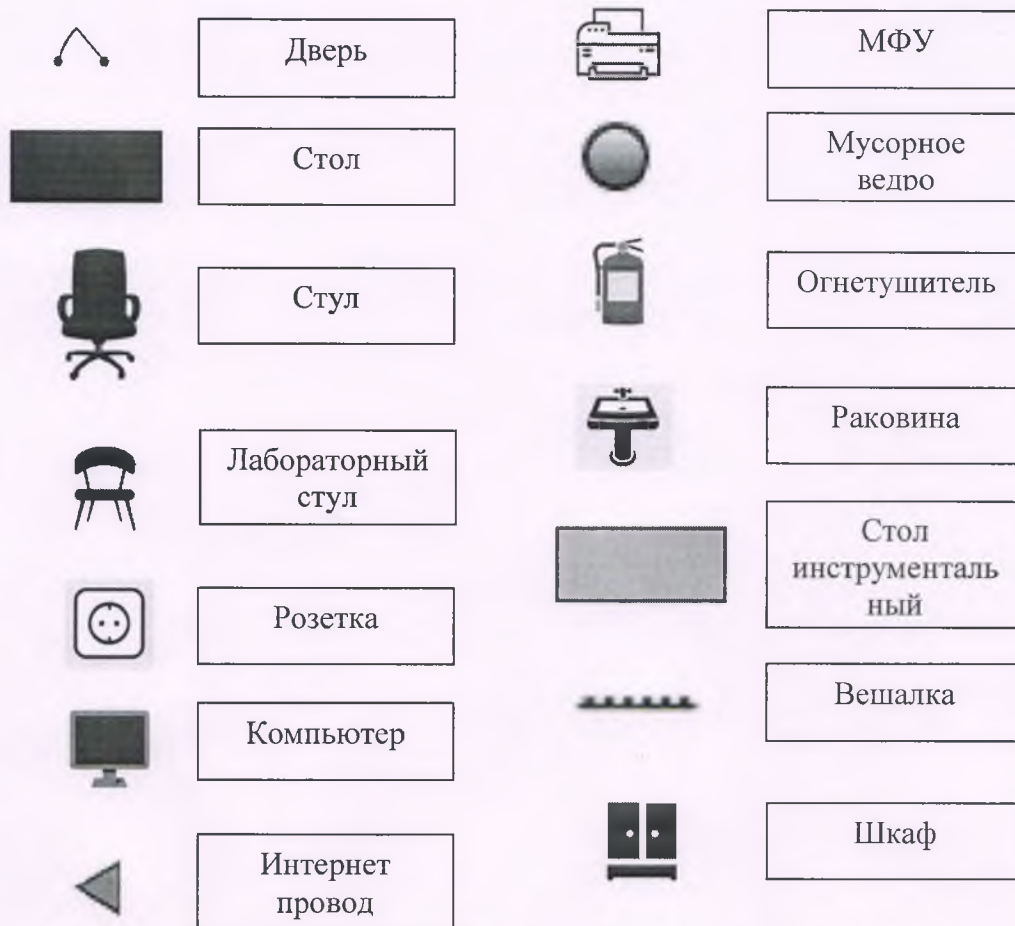 Дверь
Стол
Стул
Лабораторный
стул
Розетка
Компьютер
Интернет
провод
МФУ
Мусорное
ведро
Огнетушитель
Раковина
Стол
инструменталь
ный
Вешалка
Шкаф